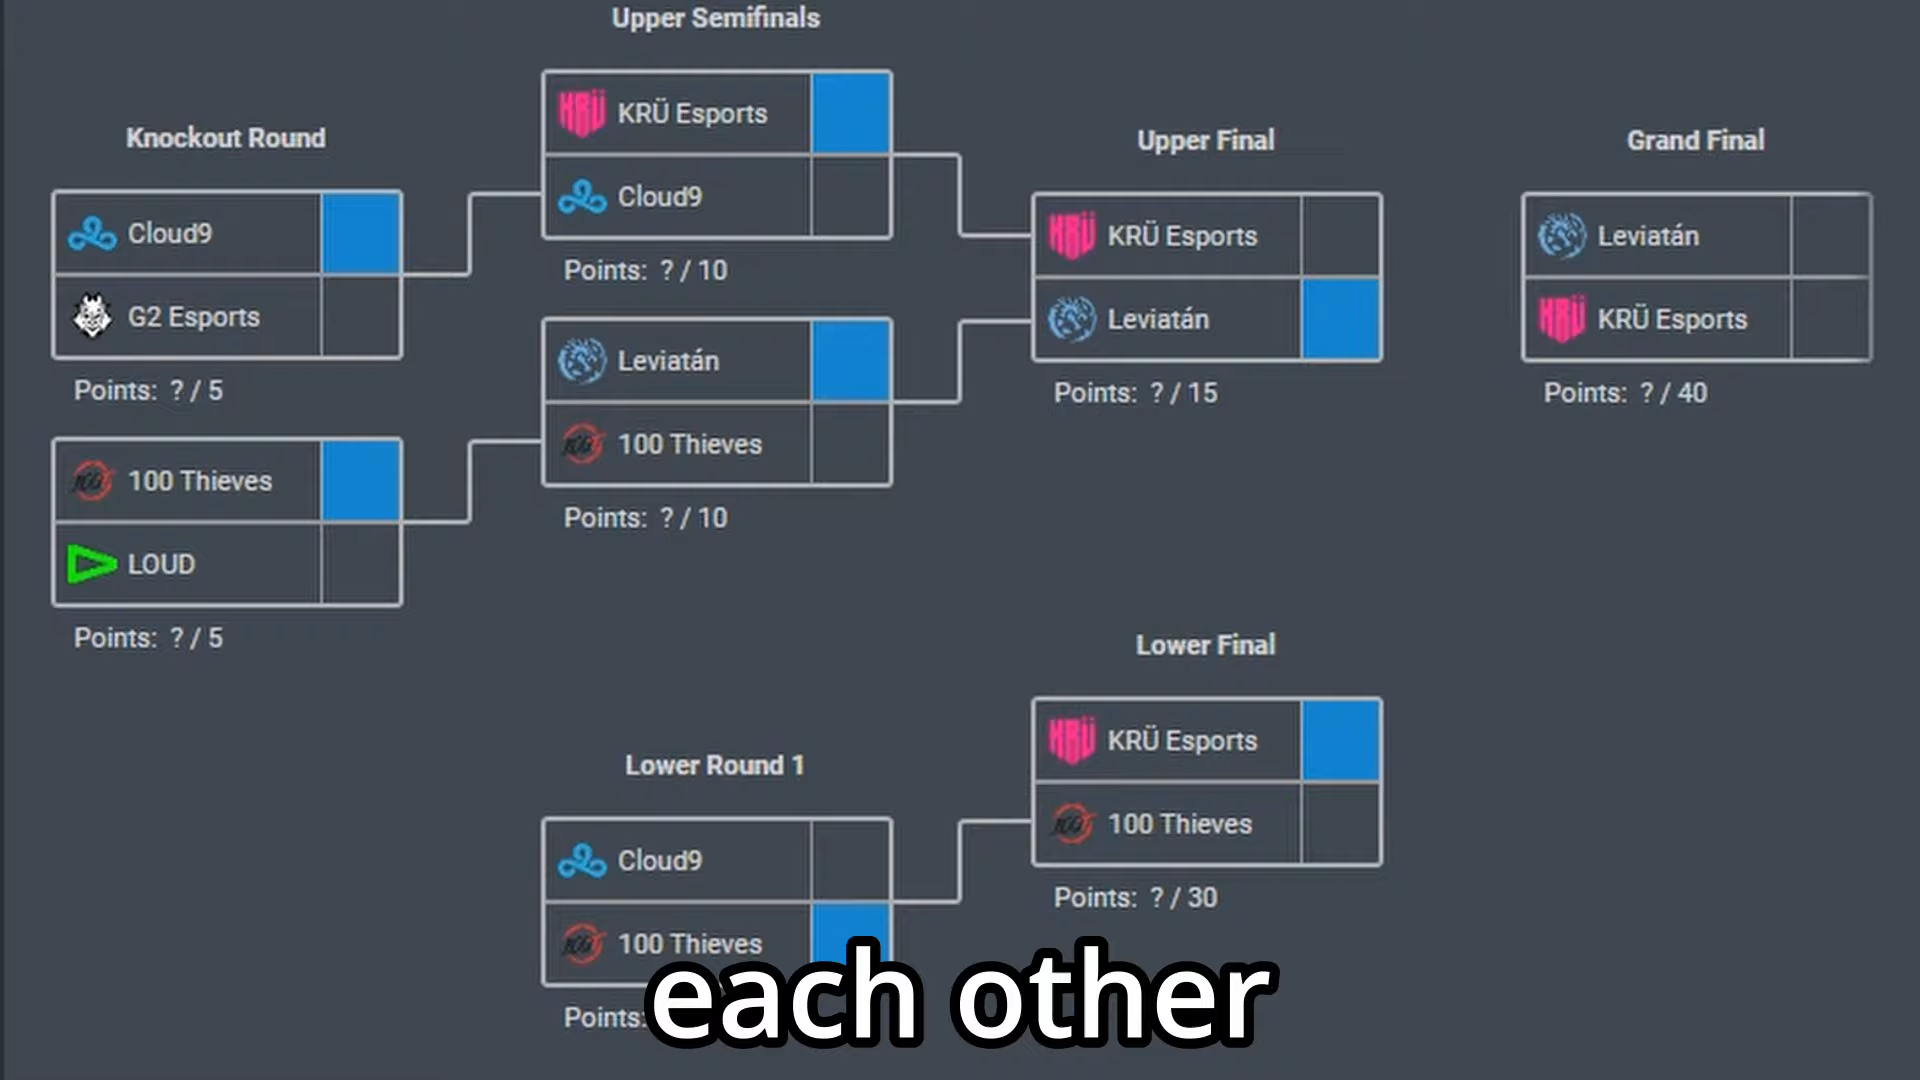 Upper Semifinals
KRÜ Esports
Cloud9
Points: ? / 10
Leviatán
100 Thieves
Points: ? / 10
Knockout Round
Cloud9
G2 Esports
Points: ? / 5
100 Thieves
LOUD
Points: ? / 5
Upper Final
KRÜ Esports
Leviatán
Points: ? / 15
Grand Final
Leviatán
KRÜ Esports
Points: ? / 40
Lower Final
KRÜ Esports
100 Thieves
Points: ? / 30
Lower Round 1
Cloud9
100 Thieves
Points:
each other